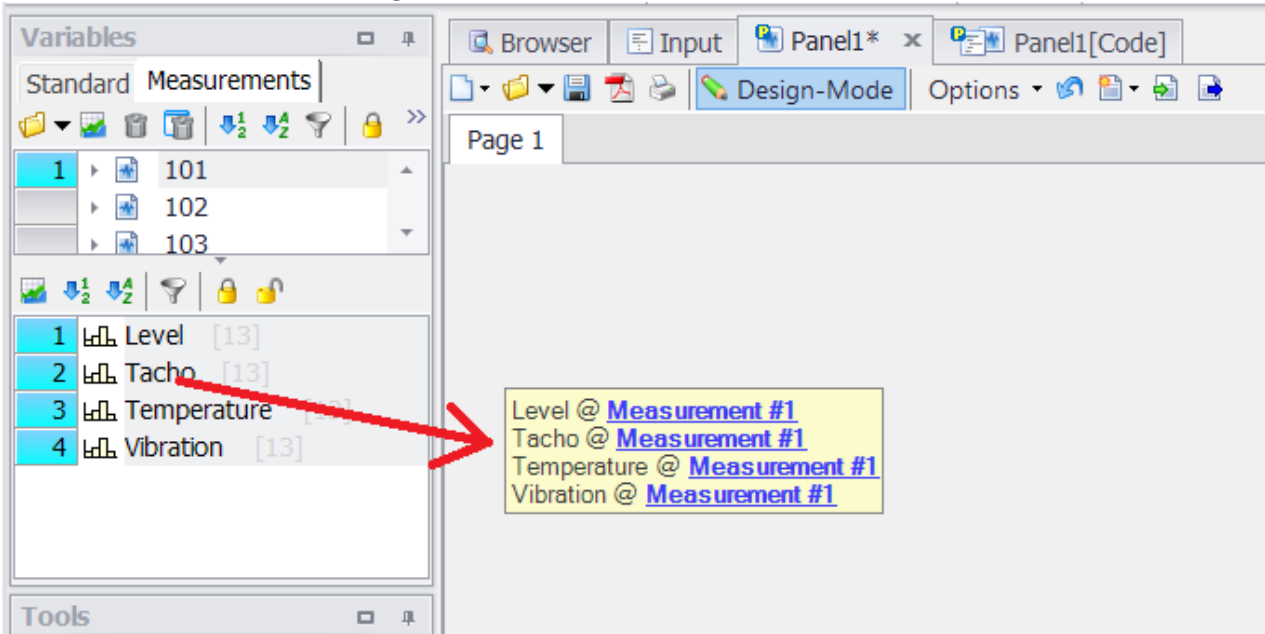 Variables
Standard Measurements
1 101
102
103
1 Level [13]
2 Tacho [13]
3 Temperature [13]
4 Vibration [13]
Tools
Browser Input Panel1* Panel1[Code]
Design-Mode Options
Page 1
Level @ Measurement #1
Tacho @ Measurement #1
Temperature @ Measurement #1
Vibration @ Measurement #1